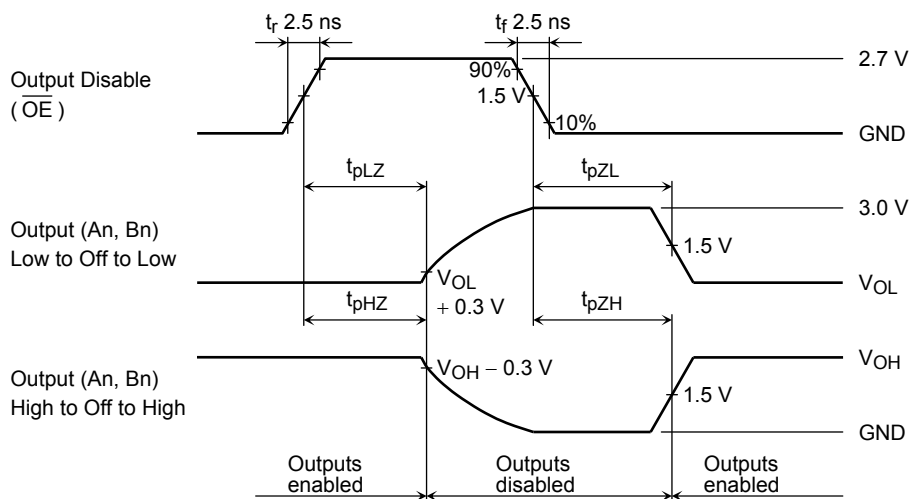 tr 2.5 ns
tf 2.5 ns
Output Disable
(OE)
90%
1.5 V
10%
2.7 V
GND
tpLZ
tpZL
Output (An, Bn)
Low to Off to Low
3.0 V
1.5 V
VOL
+ 0.3 V
VOL
tpHZ
tpZH
Output (An, Bn)
High to Off to High
VOH − 0.3 V
VOH
1.5 V
GND
Outputs
enabled
Outputs
disabled
Outputs
enabled